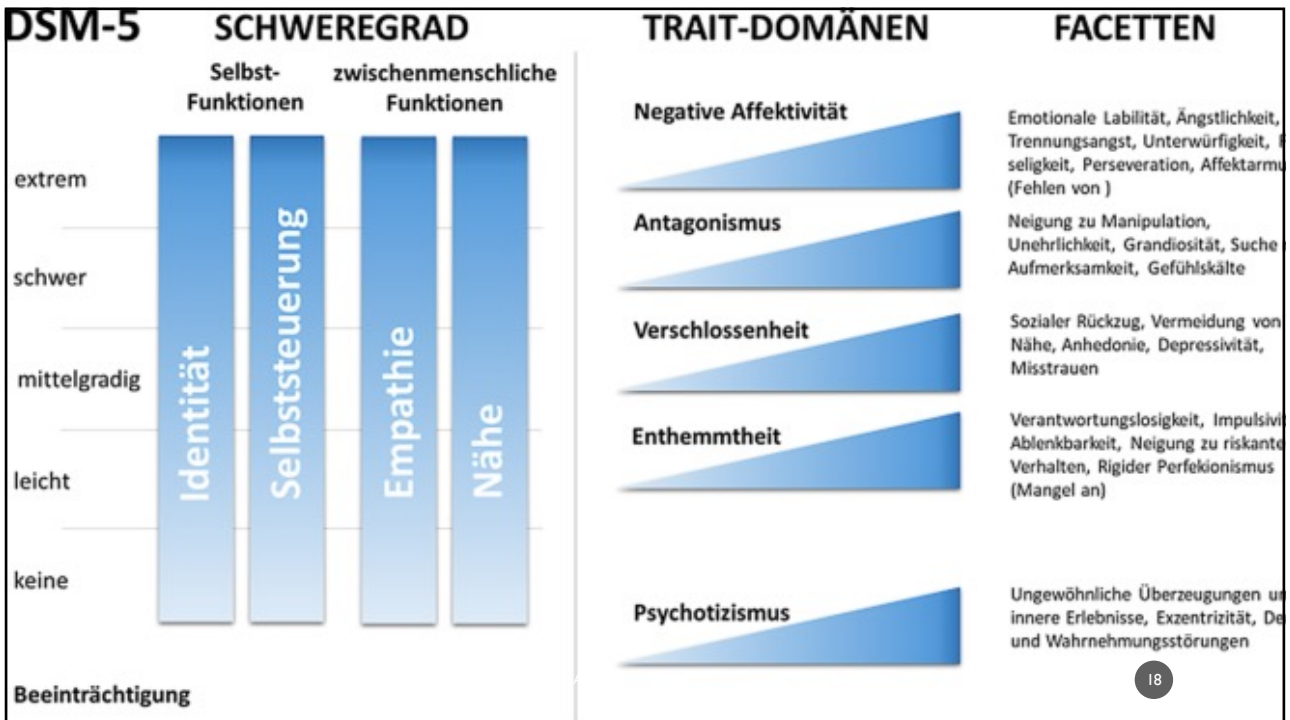 DSM-5
SCHWEREGRAD
Selbst-
Funktionen
zwischenmenschliche
Funktionen
extrem
schwer
mittelgradig
leicht
keine
Identität
Selbststeuerung
Empathie
Nähe
Beeinträchtigung
TRAIT-DOMÄNEN
Negative Affektivität
Antagonismus
Verschlossenheit
Enthemmtheit
Psychotizismus
FACETTEN
Emotionale Labilität, Ängstlichkeit,
Trennungsangst, Unterwürfigkeit,
seligkeit, Perseveration, Affektarmu
(Fehlen von )
Neigung zu Manipulation,
Unehrlichkeit, Grandiosität, Suche
Aufmerksamkeit, Gefühlskälte
Sozialer Rückzug, Vermeidung von
Nähe, Anhedonie, Depressivität,
Misstrauen
Verantwortungslosigkeit, Impulsivi
Ablenkbarkeit, Neigung zu riskante
Verhalten, Rigider Perfekionismus
(Mangel an)
Ungewöhnliche Überzeugungen un
innere Erlebnisse, Exzentrizität, De
und Wahrnehmungsstörungen
18